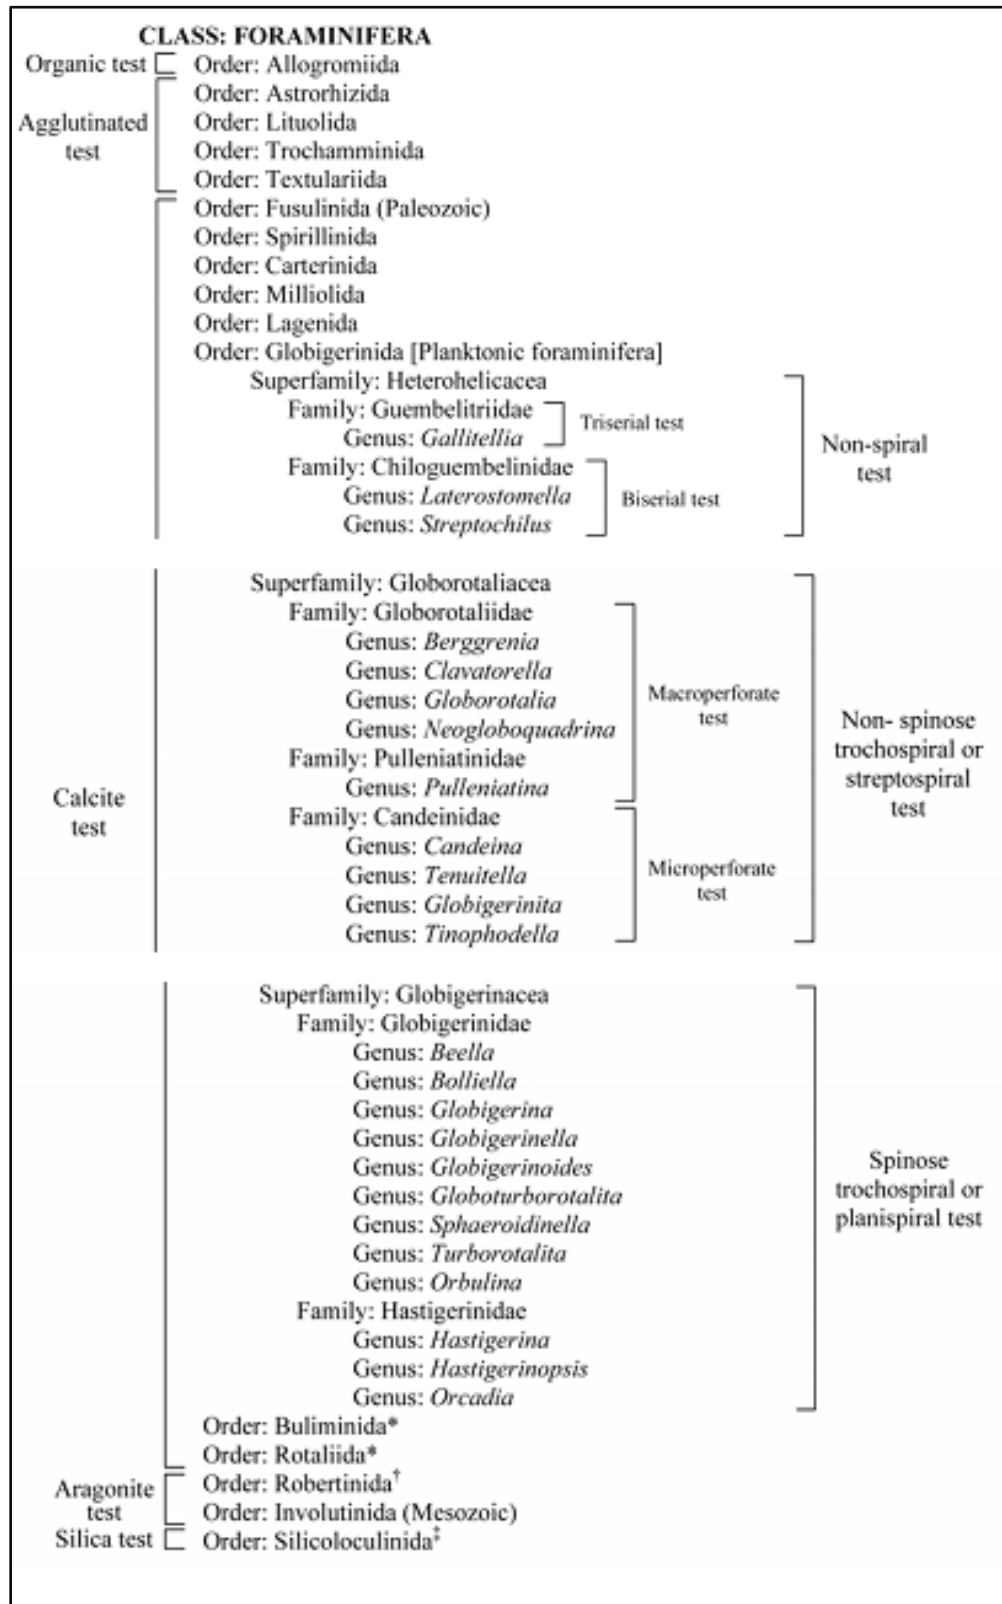 CLASS: FORAMINIFERA
Organic test
Order: Allogromiida
Agglutinated
test
Order: Astrorhizida
Order: Lituolida
Order: Trochamminida
Order: Textulariida
Order: Fusulinida (Paleozoic)
Order: Spirillinida
Order: Carterinida
Order: Milliolida
Order: Lagenida
Order: Globigerinida [Planktonic foraminifera]
Superfamily: Heterohelicacea
Family: Guembelitriidae
Genus: Gallitellia
Triserial test
Family: Chiloguembelinidae
Genus: Laterostomella
Genus: Streptochilus
Biserial test
Non-spiral
test
Calcite
test
Superfamily: Globorotaliacea
Family: Globorotaliidae
Genus: Berggrenia
Genus: Clavatorella
Genus: Globorotalia
Genus: Neogloboquadrina
Family: Pulleniatinidae
Genus: Pulleniatina
Macroperforate
test
Family: Candeinidae
Genus: Candeina
Genus: Tenuitella
Genus: Globigerinita
Genus: Tinophodella
Microperforate
test
Non- spinose
trochospiral or
streptospiral
test
Superfamily: Globigerinacea
Family: Globigerinidae
Genus: Beella
Genus: Bolliella
Genus: Globigerina
Genus: Globigerinella
Genus: Globigerinoides
Genus: Globoturborotalita
Genus: Sphaeroidinella
Genus: Turborotalita
Genus: Orbulina
Family: Hastigerinidae
Genus: Hastigerina
Genus: Hastigerinopsis
Genus: Orcadia
Spinose
trochospiral or
planispiral test
Order: Buliminida*
Order: Rotaliida*
Aragonite
test
Order: Robertinida†
Order: Involutinida (Mesozoic)
Silica test
Order: Silicoloculinida‡